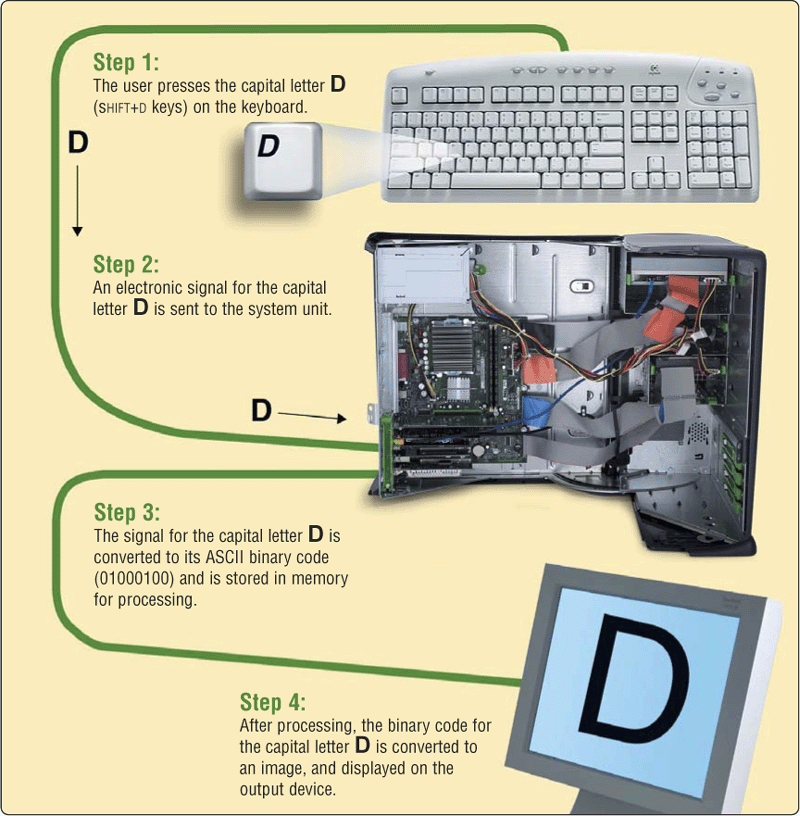 Step 1:
The user presses the capital letter D
(SHIFT+D keys) on the keyboard.
D
D
Step 2:
An electronic signal for the capital
letter D is sent to the system unit.
D
Step 3:
The signal for the capital letter D is
converted to its ASCII binary code
(01000100) and is stored in memory
for processing.
D
Step 4:
After processing, the binary code for
the capital letter D is converted to
an image, and displayed on the
output device.